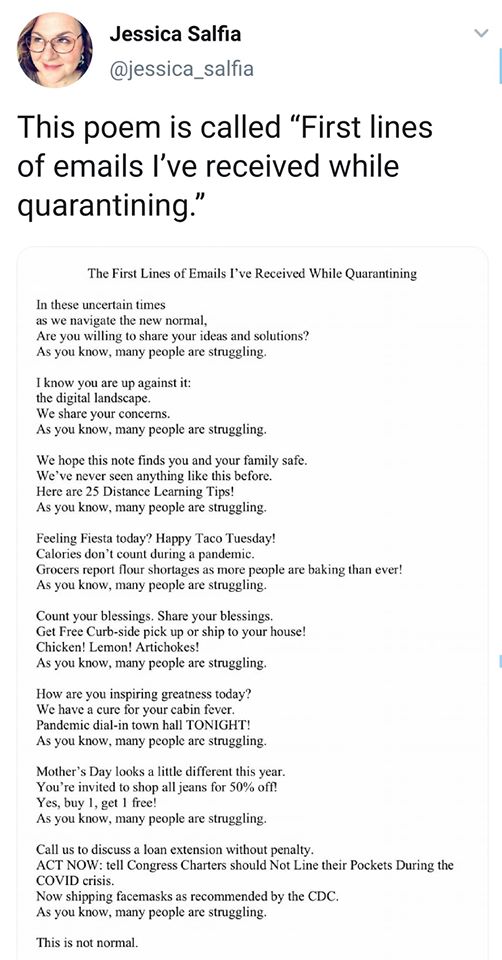 Jessica Salfia
@jessica_salfia
This poem is called “First lines
of emails I’ve received while
quarantining.”
The First Lines of Emails I’ve Received While Quarantining
In these uncertain times
as we navigate the new normal,
Are you willing to share your ideas and solutions?
As you know, many people are struggling.
I know you are up against it:
the digital landscape.
We share your concerns.
As you know, many people are struggling.
We hope this note finds you and your family safe.
We’ve never seen anything like this before.
Here are 25 Distance Learning Tips!
As you know, many people are struggling.
Feeling Fiesta today? Happy Taco Tuesday!
Calories don’t count during a pandemic.
Grocers report flour shortages as more people are baking than ever!
As you know, many people are struggling.
Count your blessings. Share your blessings.
Get Free Curb-side pick up or ship to your house!
Chicken! Lemon! Artichokes!
As you know, many people are struggling.
How are you inspiring greatness today?
We have a cure for your cabin fever.
Pandemic dial-in town hall TONIGHT!
As you know, many people are struggling.
Mother’s Day looks a little different this year.
You’re invited to shop all jeans for 50% off!
Yes, buy 1, get 1 free!
As you know, many people are struggling.
Call us to discuss a loan extension without penalty.
ACT NOW: tell Congress Charters should Not Line their Pockets During the
COVID crisis.
Now shipping facemasks as recommended by the CDC.
As you know, many people are struggling.
This is not normal.